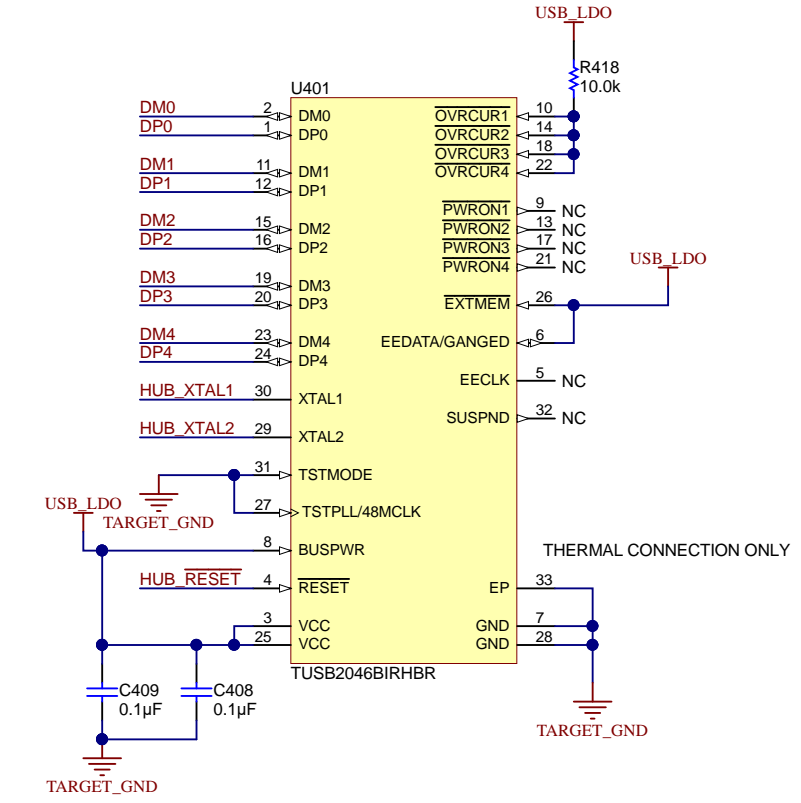 USB_LDO
R418
10.0k
U401
DM0 2 DM0 OVRCUR1 10
DP0 1 DP0 OVRCUR2 14
OVRCUR3 18
DM1 11 DM1 OVRCUR4 22
DP1 12 DP1
PWRON1 9 NC
DM2 15 DM2 PWRON2 13 NC
DP2 16 DP2 PWRON3 17 NC
PWRON4 21 NC
USB_LDO
DM3 19 DM3
DP3 20 DP3 EXTMEM 26
DM4 23 DM4 EEDATA/GANGED 6
DP4 24 DP4
EECLK 5 NC
HUB_XTAL1 30 XTAL1
SUSPND 32 NC
HUB_XTAL2 29 XTAL2
31 TSTMODE
USB_LDO
TARGET_GND
27 TSTPLL/48MCLK
8 BUSPWR
THERMAL CONNECTION ONLY
HUB_RESET 4 RESET EP 33
3 VCC GND 7
25 VCC GND 28
TUSB2046BIRHBR
C409
0.1µF
C408
0.1µF
TARGET_GND
TARGET_GND